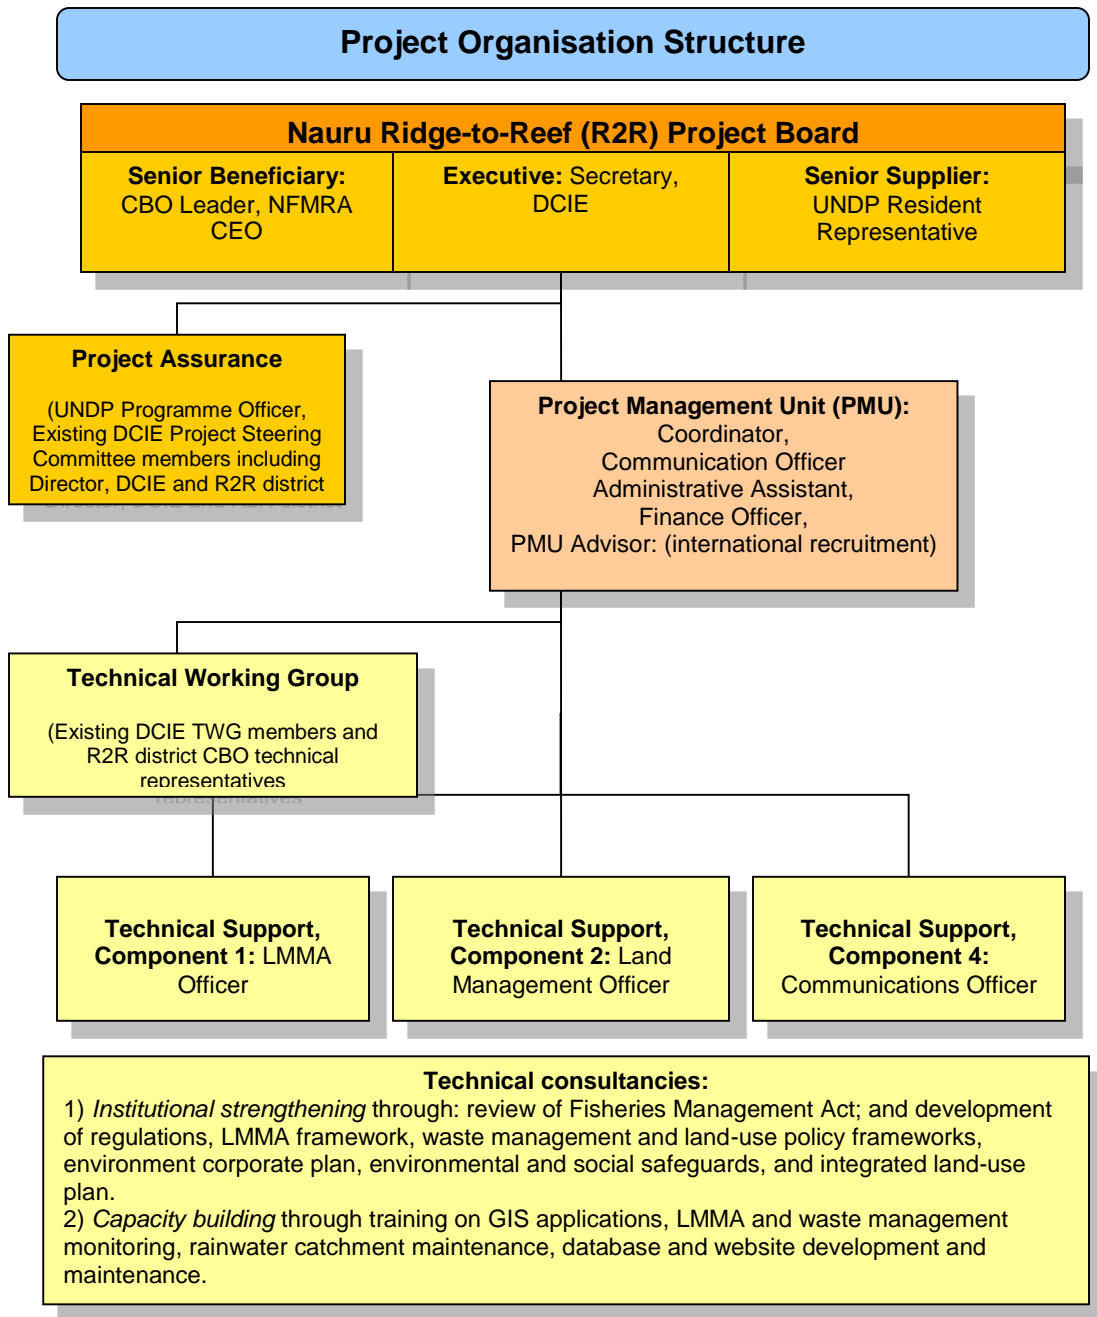 Project Organisation Structure
Nauru Ridge-to-Reef (R2R) Project Board
Senior Beneficiary:
CBO Leader, NFMRA
CEO
Executive: Secretary,
DCIE
Senior Supplier:
UNDP Resident
Representative
Project Assurance
(UNDP Programme Officer,
Existing DCIE Project Steering
Committee members including
Director, DCIE and R2R district
Project Management Unit (PMU):
Coordinator,
Communication Officer
Administrative Assistant,
Finance Officer,
PMU Advisor: (international recruitment)
Technical Working Group
(Existing DCIE TWG members and
R2R district CBO technical
representatives
Technical Support,
Component 1: LMMA
Officer
Technical Support,
Component 2: Land
Management Officer
Technical Support,
Component 4:
Communications Officer
Technical consultancies:
1) Institutional strengthening through: review of Fisheries Management Act; and development
of regulations, LMMA framework, waste management and land-use policy frameworks,
environment corporate plan, environmental and social safeguards, and integrated land-use
plan.
2) Capacity building through training on GIS applications, LMMA and waste management
monitoring, rainwater catchment maintenance, database and website development and
maintenance.